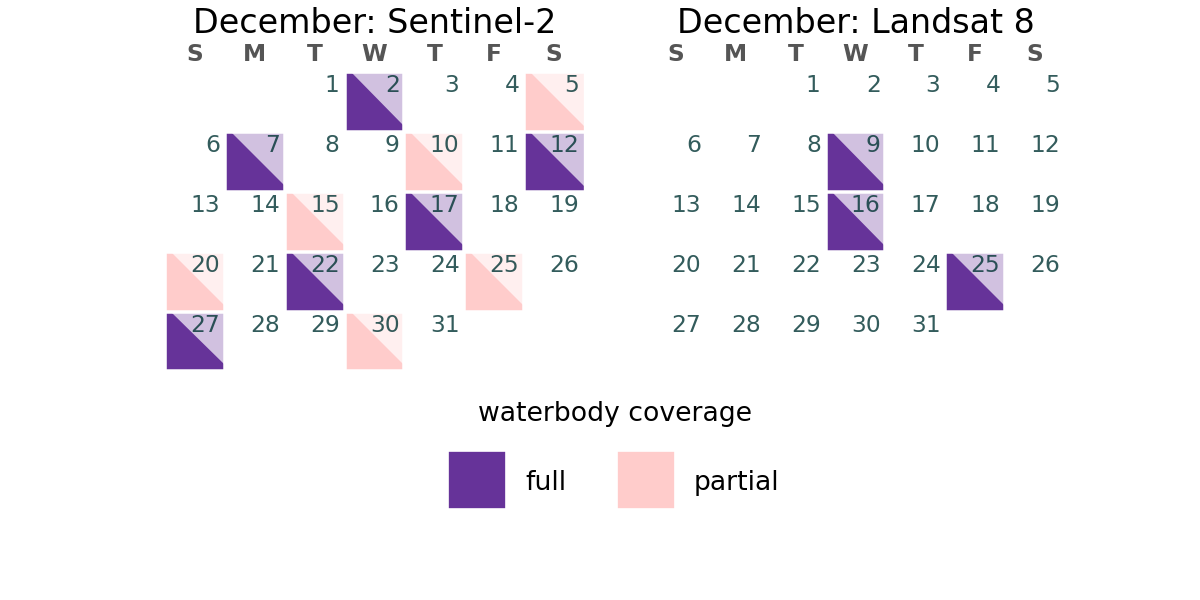 December: Sentinel-2
S M T W T F S
1 2 3 4 5
6 7 8 9 10 11 12
13 14 15 16 17 18 19
20 21 22 23 24 25 26
27 28 29 30 31
December: Landsat 8
S M T W T F S
1 2 3 4 5
6 7 8 9 10 11 12
13 14 15 16 17 18 19
20 21 22 23 24 25 26
27 28 29 30 31
waterbody coverage
full
partial